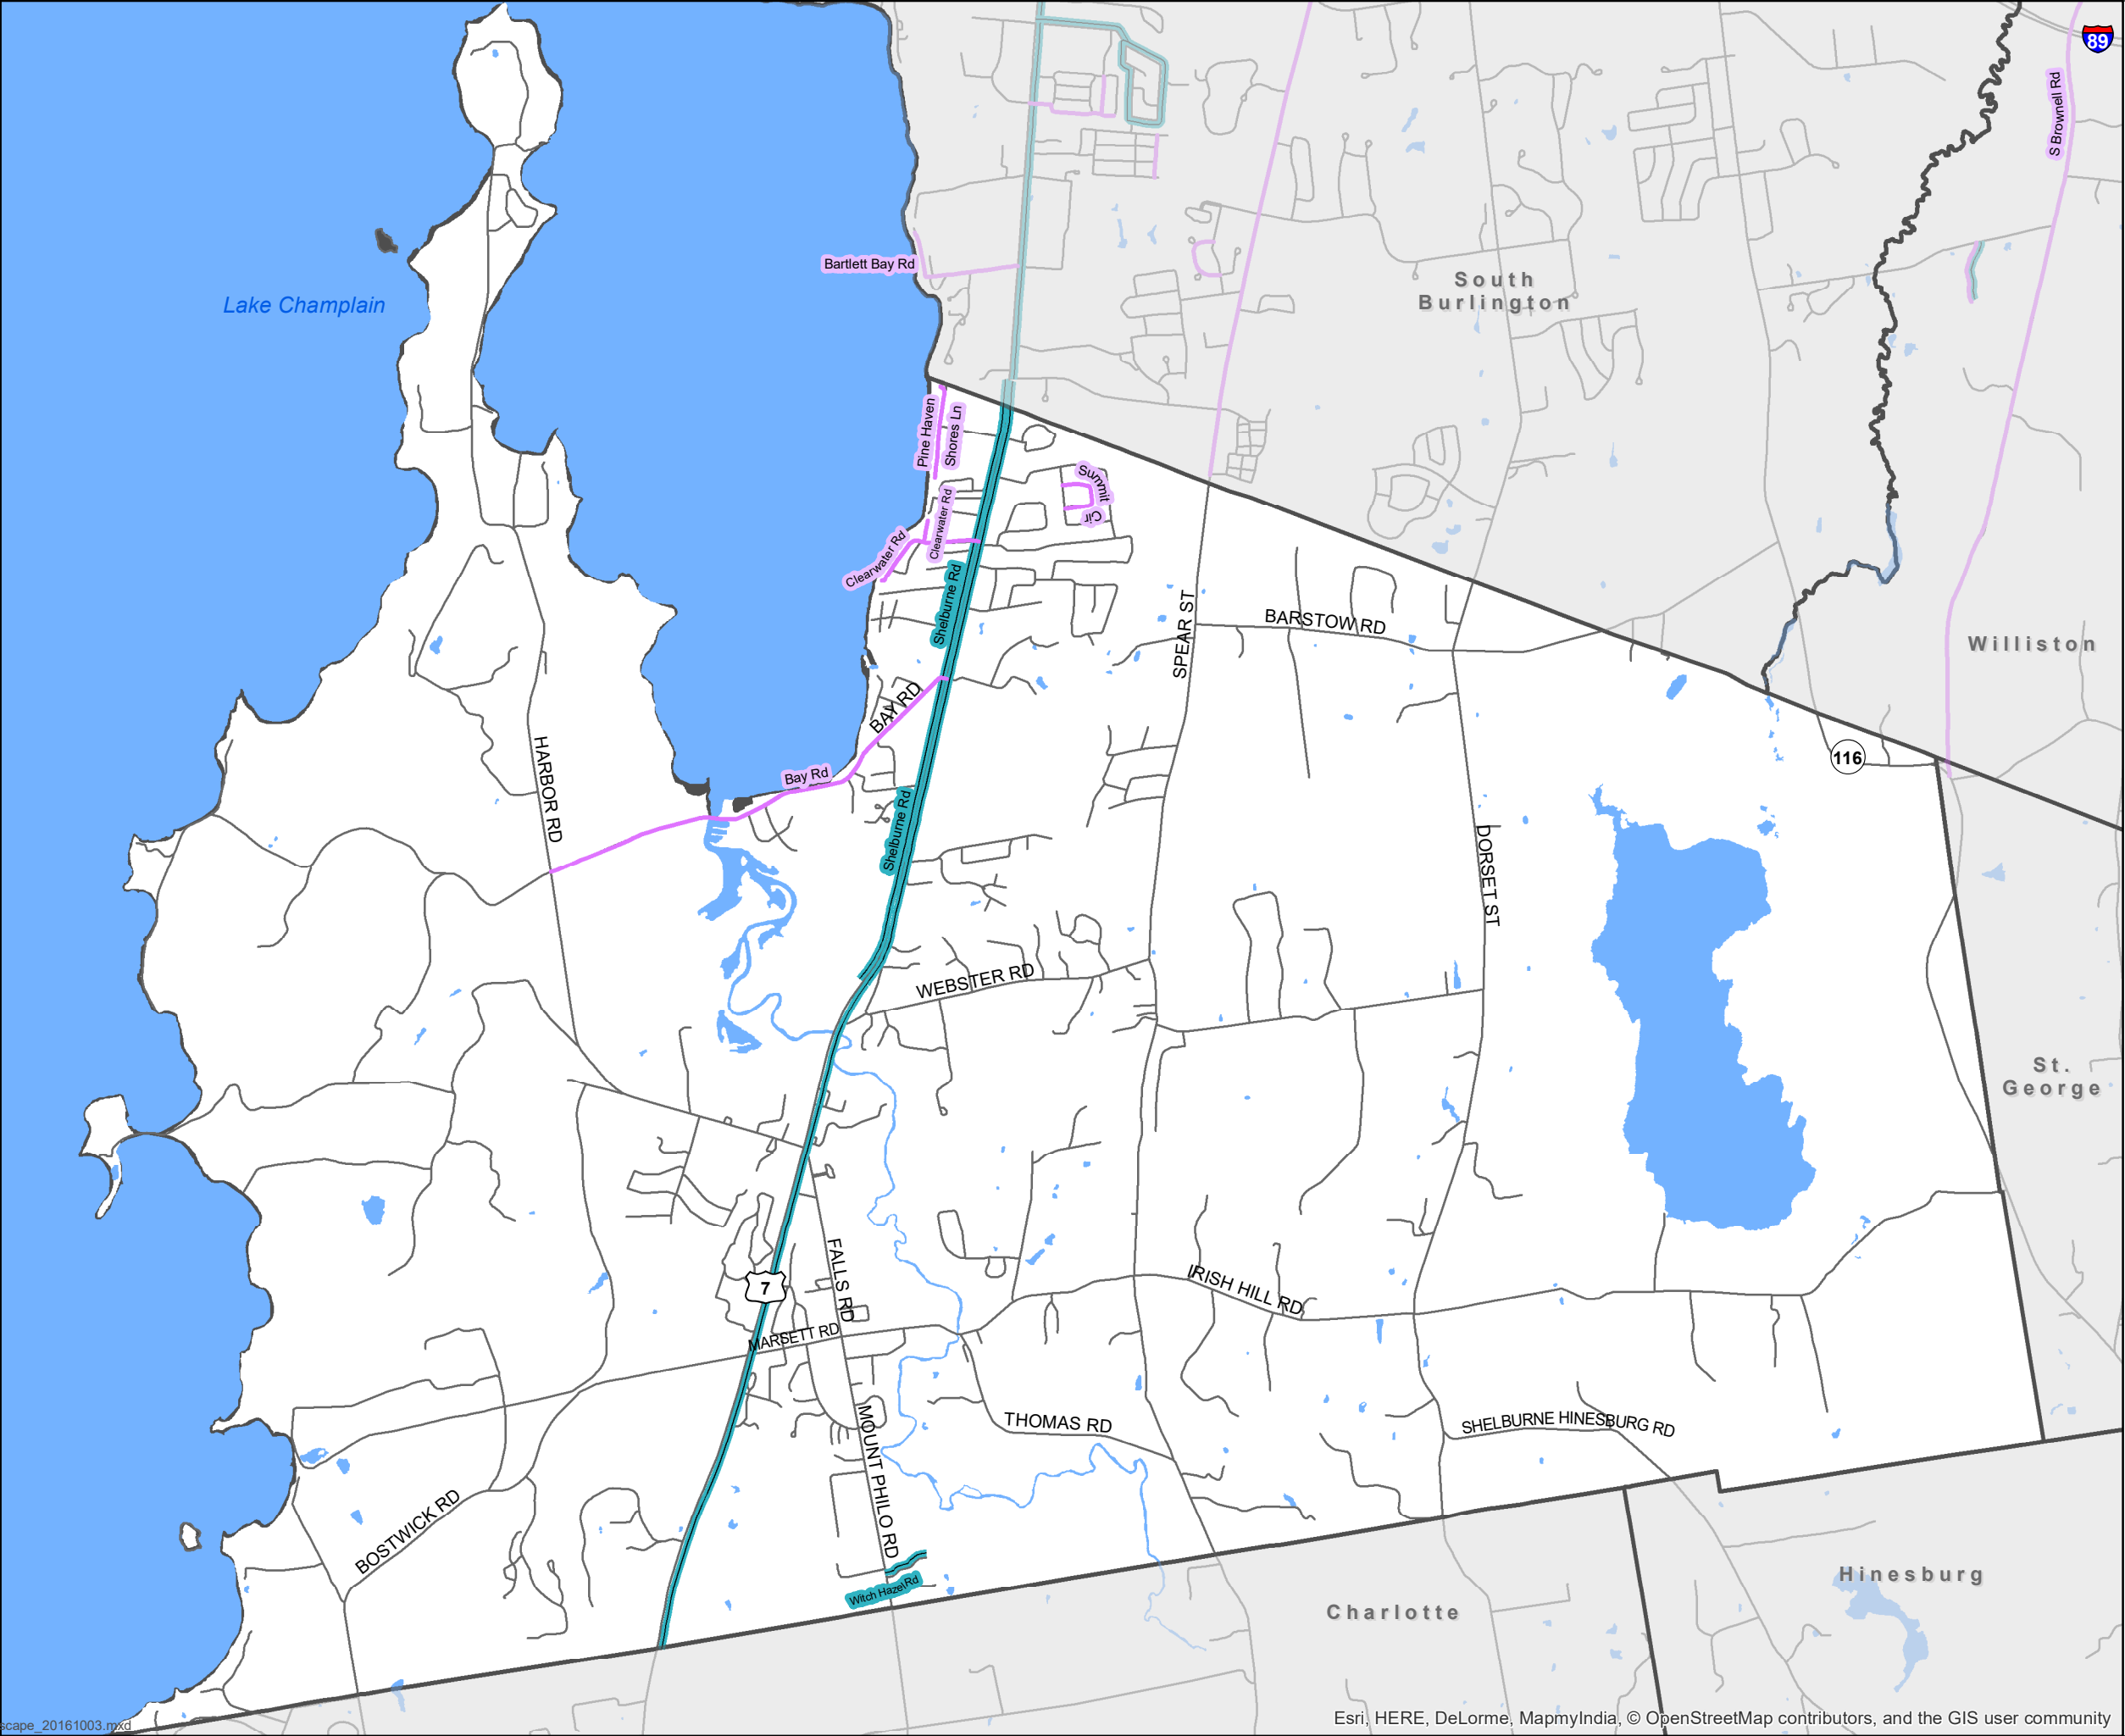 89
S Brownell Rd
Bartlett Bay Rd
South
Burlington
Lake Champlain
Pine Haven
Shores Ln
Summit
Cir
Clearwater Rd
Clearwater Rd
Shelburne Rd
SPEAR ST
BARSTOW RD
Williston
BAY RD
HARBOR RD
116
Bay Rd
Shelburne Rd
DORSET ST
WEBSTER RD
St.
George
7
FALLS RD
IRISH HILL RD
MARSETT RD
THOMAS RD
SHELBURNE HINESBURG RD
MOUNT PHILO RD
BOSTWICK RD
Witch Hazel Rd
Hinesburg
Charlotte
scape_20161003.mxd
Esri, HERE, DeLorme, MapmyIndia, © OpenStreetMap contributors, and the GIS user community